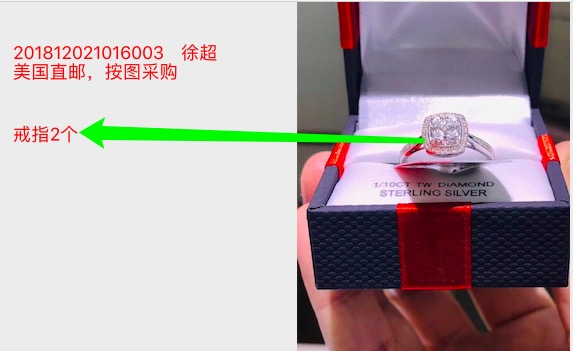 201812021016003 徐超
美国直邮，按图采购
戒指2个
1/10CT TW DIAMOND
STERLING SILVER